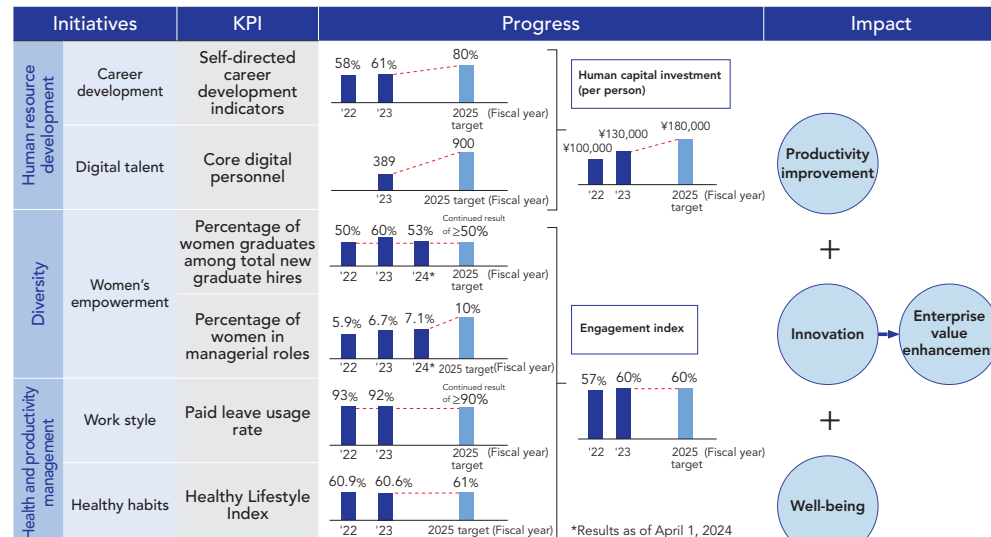 Initiatives
KPI
Progress
Impact
Human resource
development
Career
development
Self-directed
career
development
indicators
58%
61%
80%
'22
'23
2025
target
(Fiscal year)
Digital talent
Core digital
personnel
389
900
'23
2025 target (Fiscal year)
Human capital investment
(per person)
¥100,000
¥130,000
¥180,000
'22
'23
2025
target
(Fiscal year)
Diversity
Women's
empowerment
Percentage of
women graduates
among total new
graduate hires
50%
60%
53%
Continued result
of ≥50%
'22
'23
'24*
2025
target
(Fiscal year)
Percentage of
women in
managerial roles
5.9%
6.7%
7.1%
10%
'22
'23
'24*
2025 target(Fiscal year)
Health and productivity
management
Work style
Paid leave usage
rate
93%
92%
Continued result
of ≥90%
'22
'23
2025
target
(Fiscal year)
Healthy habits
Healthy Lifestyle
Index
60.9%
60.6%
61%
'22
'23
2025 target (Fiscal year)
Engagement index
57%
60%
60%
'22
'23
2025
target
(Fiscal year)
*Results as of April 1, 2024
Productivity
improvement
+
Innovation
Enterprise
value
enhancement
+
Well-being